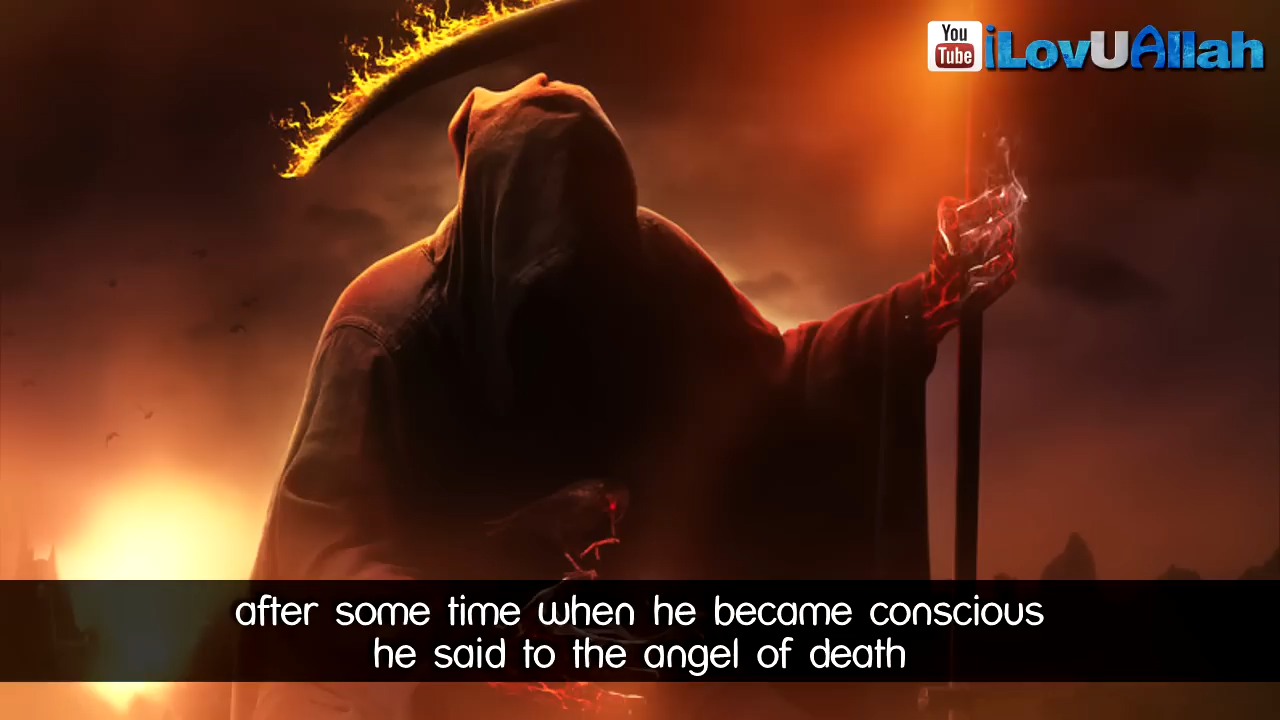 You
Tube
iLovUAllah
after some time when he became conscious
he said to the angel of death